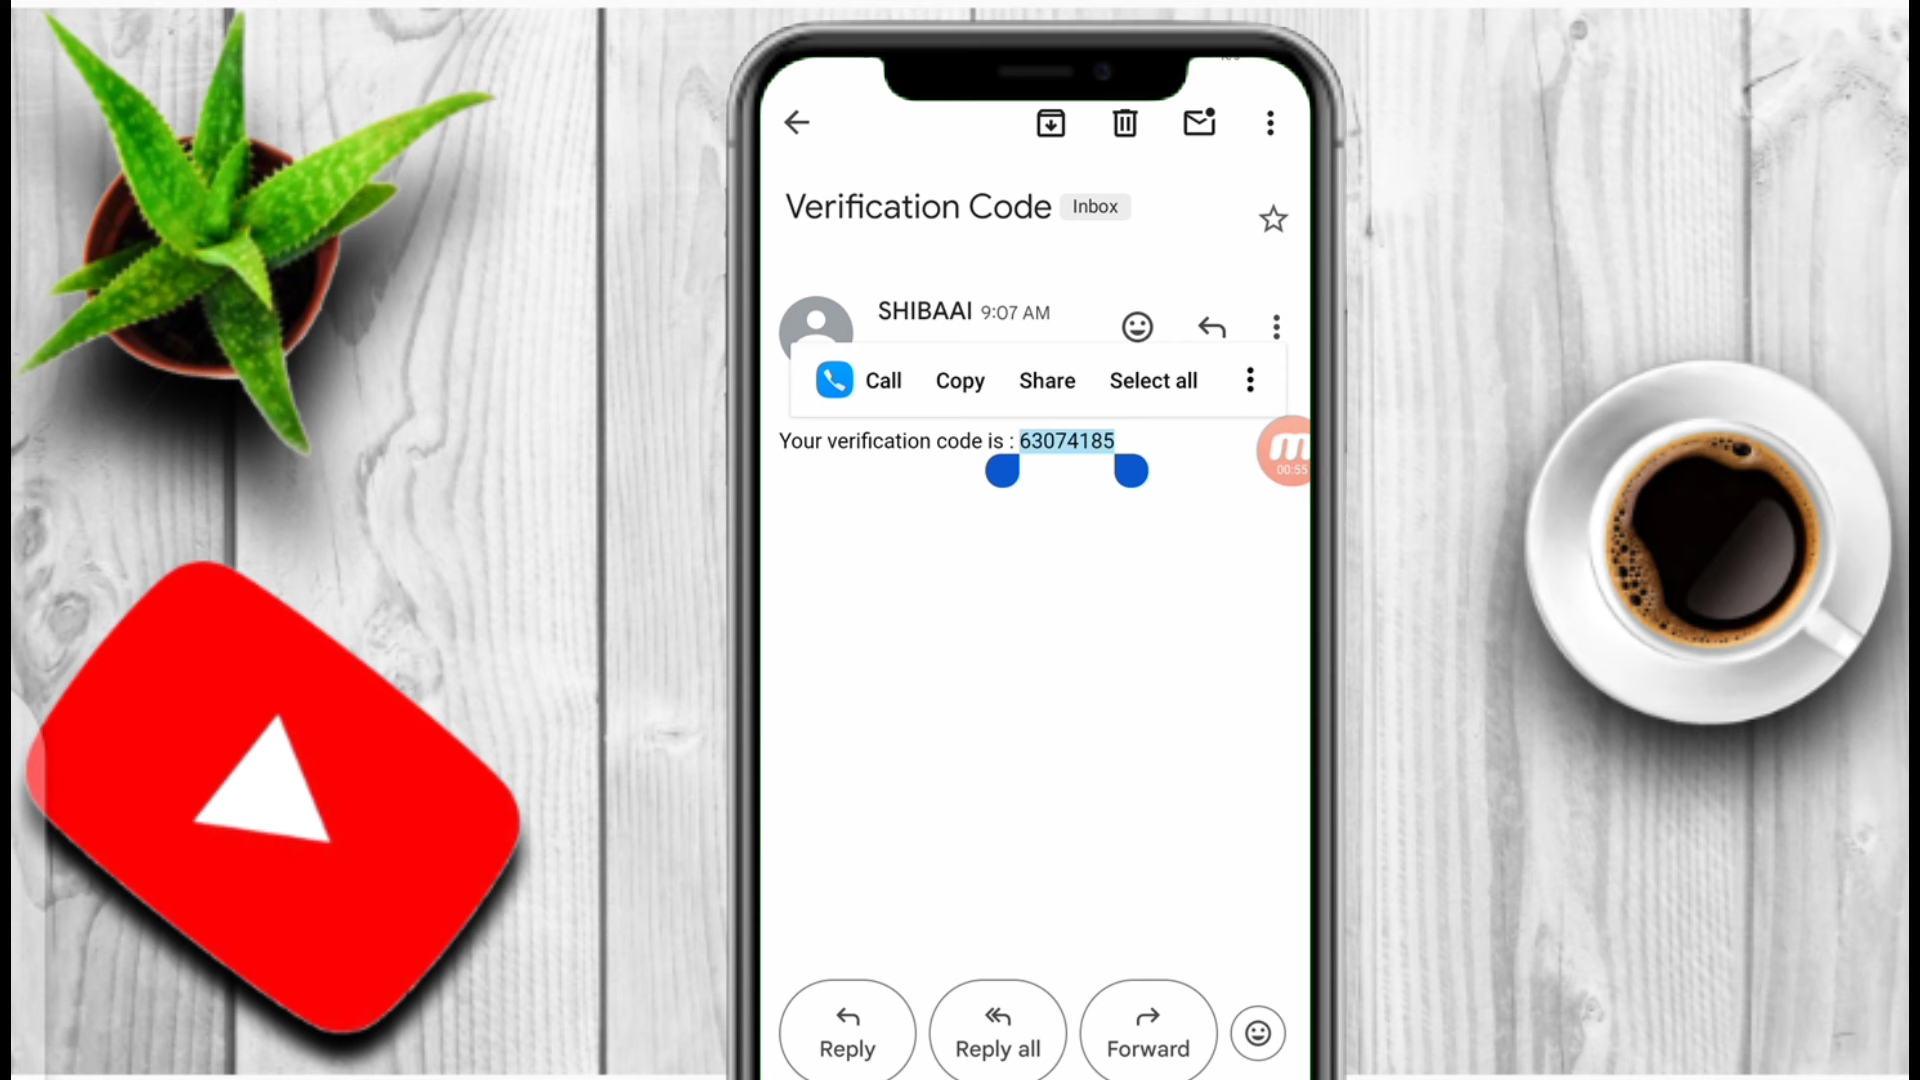 Verification Code Inbox
SHIBAAI 9:07 AM
Call Copy Share Select all
Your verification code is : 63074185
00:55
Reply Reply all Forward